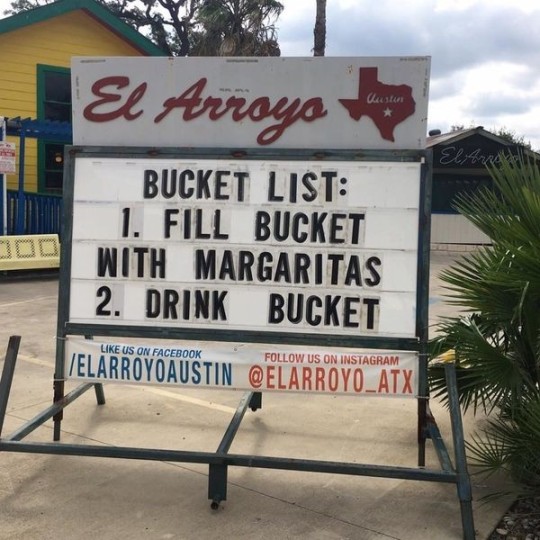 El Arroyo
Austin
BUCKET LIST:
1. FILL BUCKET
WITH MARGARITAS
2. DRINK BUCKET
LIKE US ON FACEBOOK
/ELARROYOAUSTIN
FOLLOW US ON INSTAGRAM
@ELARROYO_ATX
El Arroyo